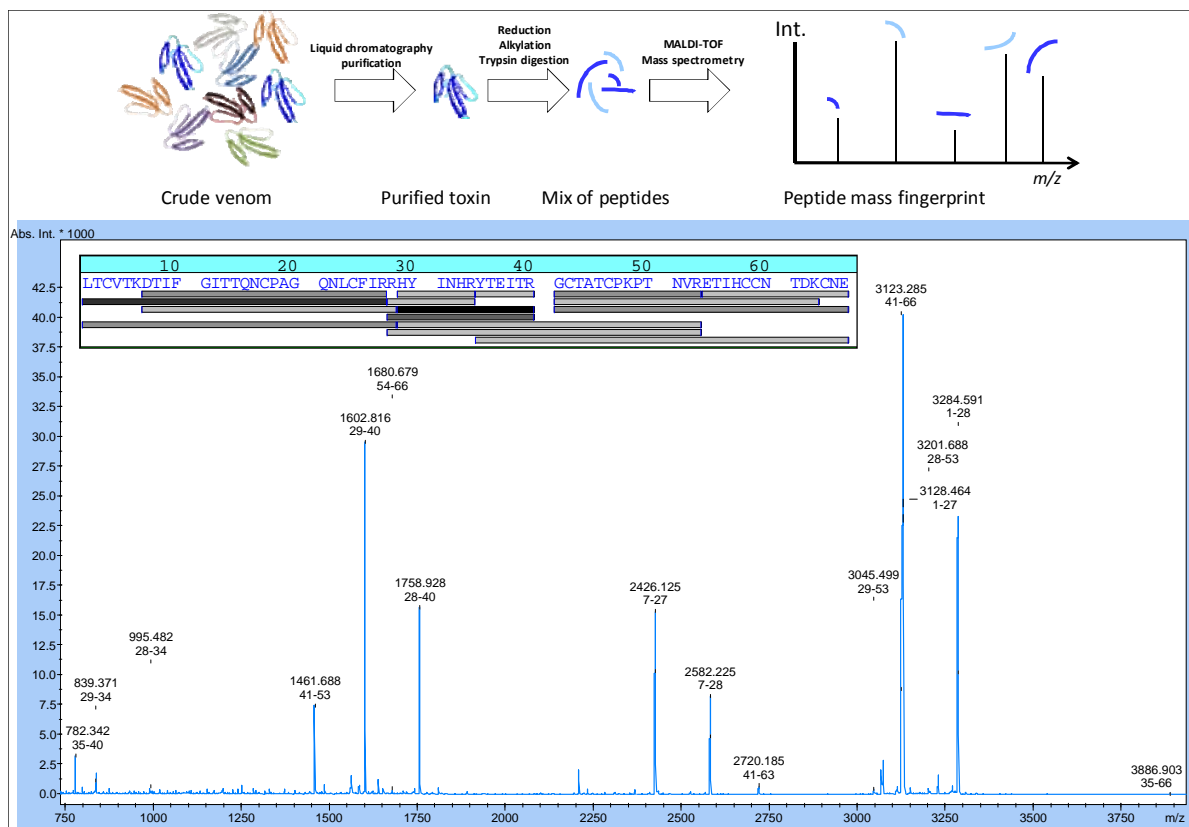 Liquid chromatography
purification
Reduction
Alkylation
Trypsin digestion
MALDI-TOF
Mass spectrometry
Int.
m/z
Crude venom
Purified toxin
Mix of peptides
Peptide mass fingerprint
Abs. Int. * 1000
10 20 30 40 50 60
LTCVTKDTIF GITTQNCPAG QNLCFIRRHY INHRYTEITR GCTATCPKPT NVRETIHCCN TDKCNE
42.5
40.0
37.5
35.0
32.5
30.0
27.5
25.0
22.5
20.0
17.5
15.0
12.5
10.0
7.5
5.0
2.5
0.0
782.342
35-40
839.371
29-34
995.482
28-34
1461.688
41-53
1602.816
29-40
1680.679
54-66
1758.928
28-40
2426.125
7-27
2582.225
7-28
2720.185
41-63
3045.499
29-53
3123.285
41-66
3128.464
1-27
3201.688
28-53
3284.591
1-28
3886.903
35-66
750 1000 1250 1500 1750 2000 2250 2500 2750 3000 3250 3500 3750 m/z